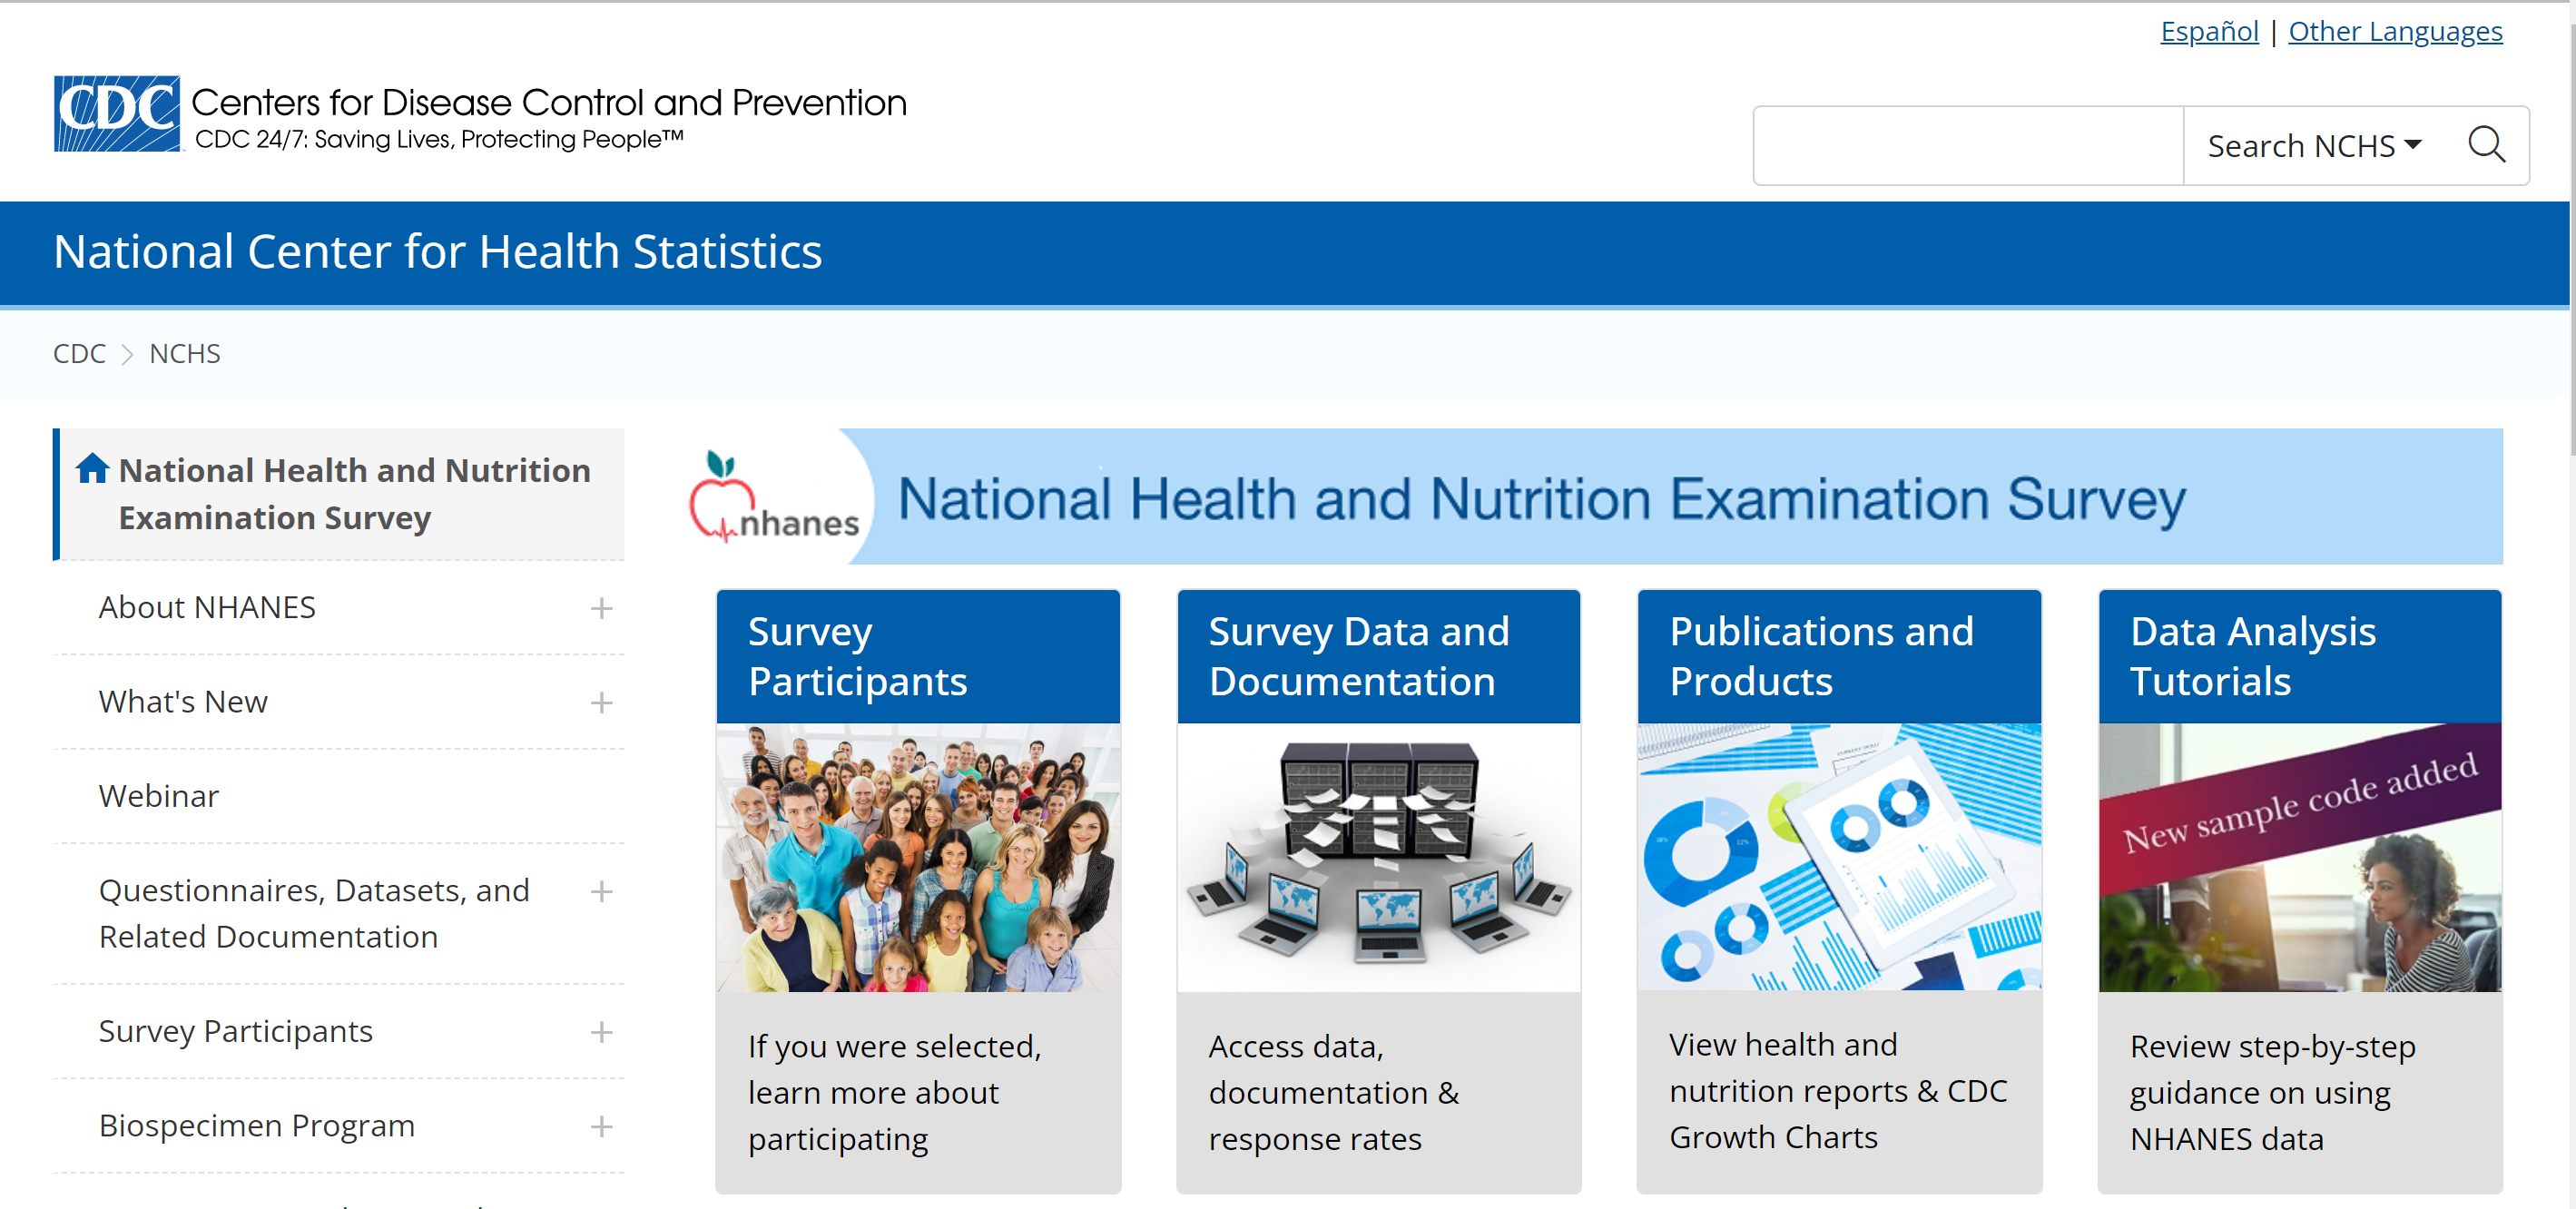 Español | Other Languages
CDC Centers for Disease Control and Prevention
CDC 24/7: Saving Lives, Protecting People™
Search NCHS
National Center for Health Statistics
CDC > NCHS
National Health and Nutrition
Examination Survey
About NHANES +
What's New +
Webinar
Questionnaires, Datasets, and +
Related Documentation
Survey Participants +
Biospecimen Program +
nhanes National Health and Nutrition Examination Survey
Survey
Participants
If you were selected,
learn more about
participating
Survey Data and
Documentation
Access data,
documentation &
response rates
Publications and
Products
View health and
nutrition reports & CDC
Growth Charts
Data Analysis
Tutorials
New sample code added
Review step-by-step
guidance on using
NHANES data